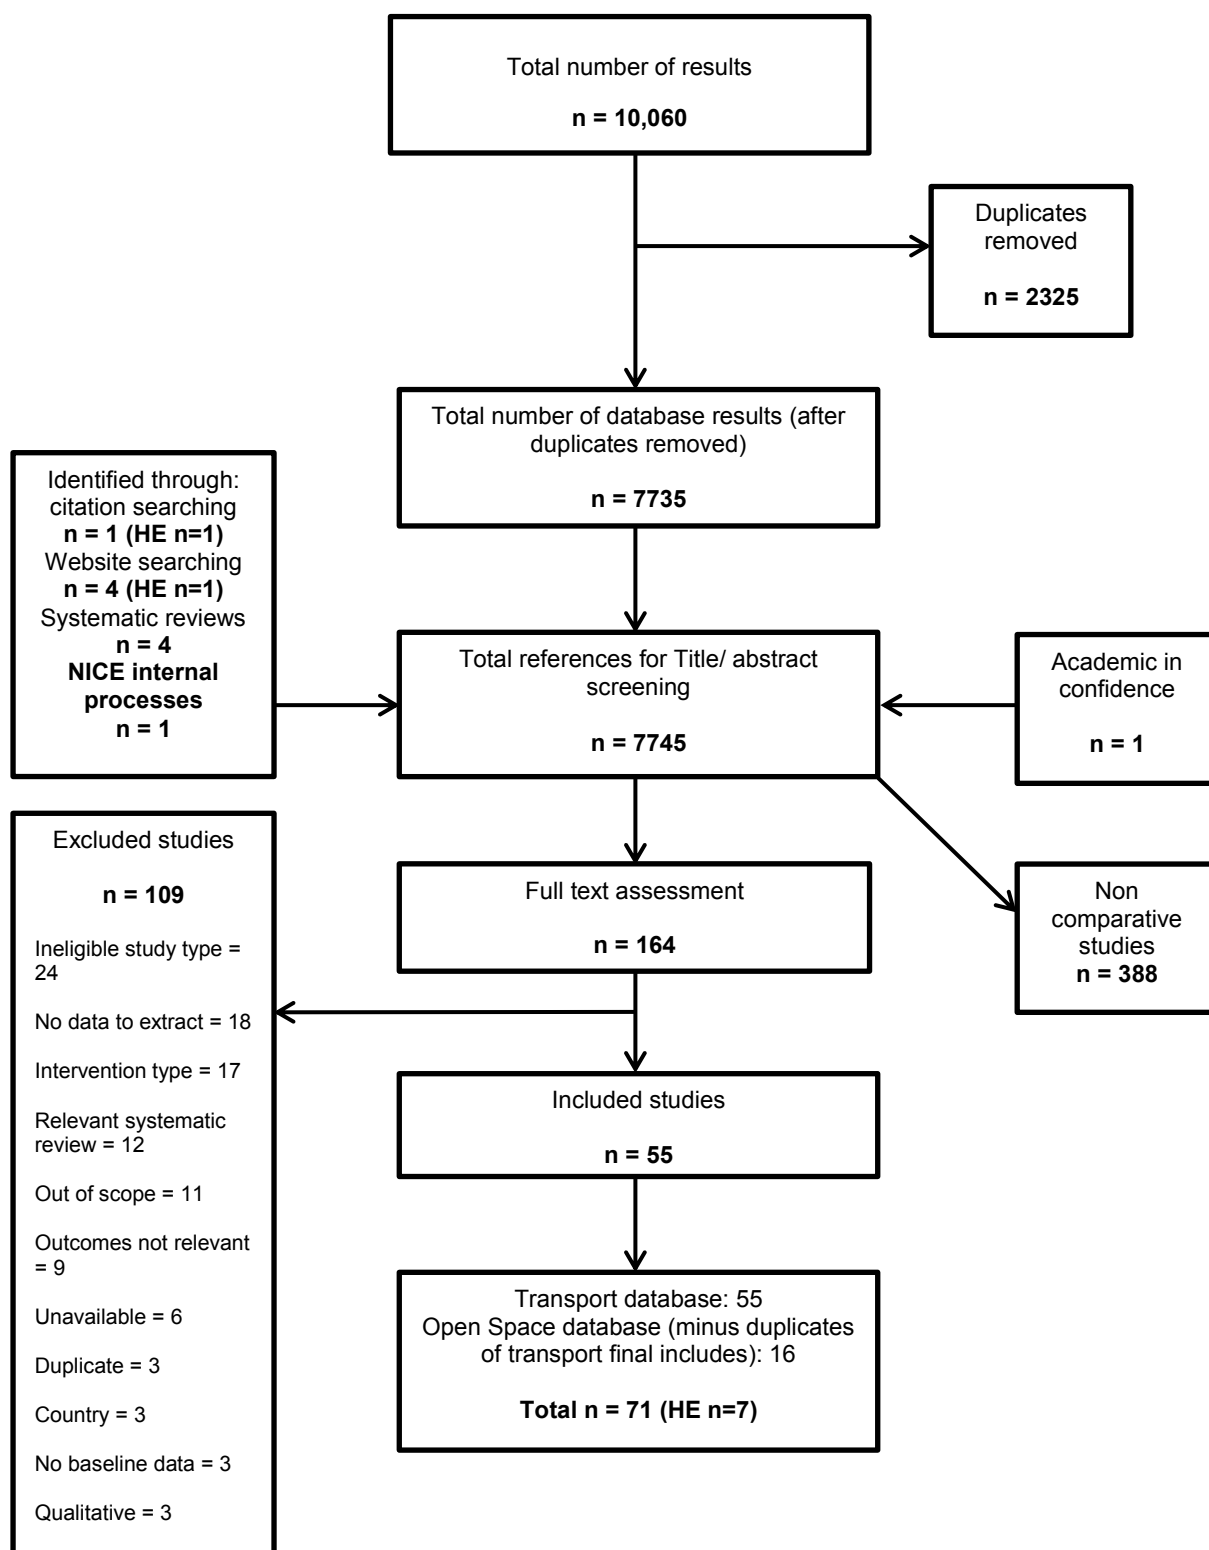 Total number of results
n = 10,060
Duplicates
removed
n = 2325
Total number of database results (after
duplicates removed)
n = 7735
Identified through:
citation searching
n = 1 (HE n=1)
Website searching
n = 4 (HE n=1)
Systematic reviews
n = 4
NICE internal
processes
n = 1
Total references for Title/ abstract
screening
n = 7745
Academic in
confidence
n = 1
Excluded studies
n = 109
Ineligible study type =
24
No data to extract = 18
Intervention type = 17
Relevant systematic
review = 12
Out of scope = 11
Outcomes not relevant
= 9
Unavailable = 6
Duplicate = 3
Country = 3
No baseline data = 3
Qualitative = 3
Full text assessment
n = 164
Non
comparative
studies
n = 388
Included studies
n = 55
Transport database: 55
Open Space database (minus duplicates
of transport final includes): 16
Total n = 71 (HE n=7)